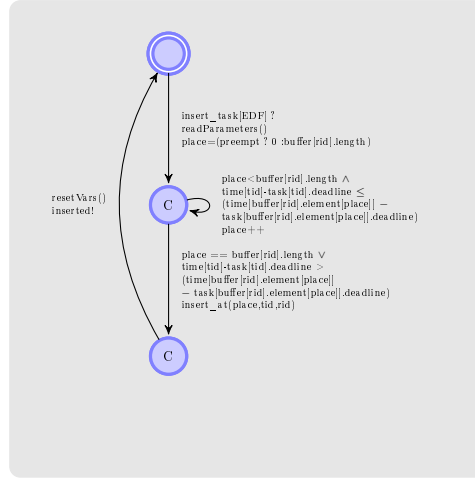 insert_task[EDF] ?
readParameters()
place=(preempt ? 0 :buffer[rid].length)
place<buffer[rid].length ∧
time[tid]-task[tid].deadline ≤
(time[buffer[rid].element[place]] −
task[buffer[rid].element[place]].deadline)
place++
resetVars()
inserted!
C
place == buffer[rid].length ∨
time[tid]-task[tid].deadline >
(time[buffer[rid].element[place]]
− task[buffer[rid].element[place]].deadline)
insert_at(place,tid,rid)
C